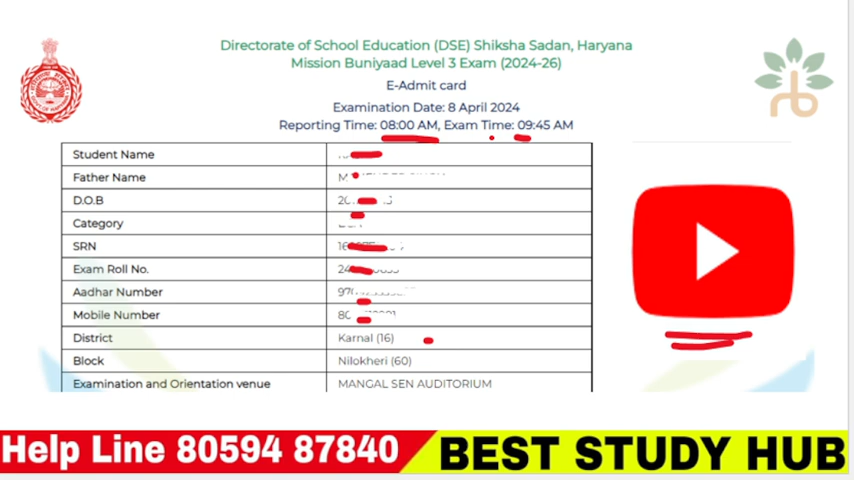 Directorate of School Education (DSE) Shiksha Sadan, Haryana
Mission Buniyaad Level 3 Exam (2024-26)
E-Admit card
Examination Date: 8 April 2024
Reporting Time: 08:00 AM, Exam Time: 09:45 AM
Student Name
Father Name
D.O.B
Category
SRN
Exam Roll No.
Aadhar Number
Mobile Number
District Karnal (16)
Block Nilokheri (60)
Examination and Orientation venue MANGAL SEN AUDITORIUM
Help Line 80594 87840 BEST STUDY HUB